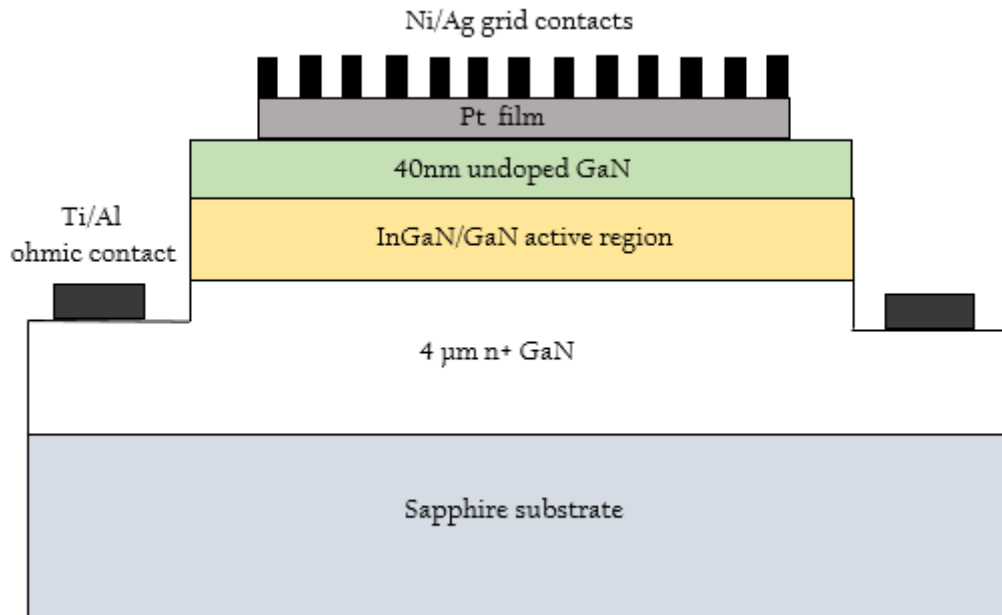 Ni/Ag grid contacts
Pt film
40nm undoped GaN
Ti/Al
ohmic contact
InGaN/GaN active region
4 μm n+ GaN
Sapphire substrate